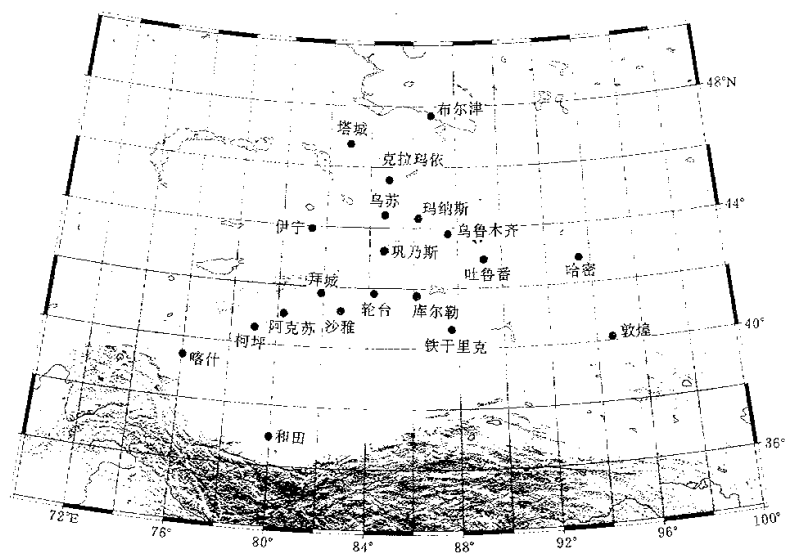 48°N
布尔津
塔城
克拉玛依
乌苏
玛纳斯
44°
伊宁
乌鲁木齐
巩乃斯
吐鲁番
哈密
拜城
轮台
库尔勒
阿克苏
沙雅
40°
柯坪
铁干里克
敦煌
喀什
和田
36°
72°E
76°
80°
84°
88°
92°
96°
100°